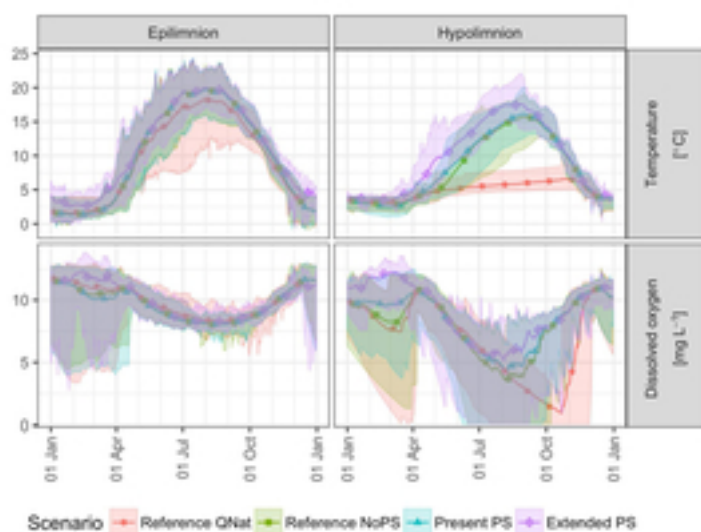 Epilimnion Hypolimnion
25
20
15
10
5
0
Temperature
[°C]
10
5
0
Dissolved oxygen
[mg L⁻¹]
01 Jan 01 Apr 01 Jul 01 Oct 01 Jan 01 Jan 01 Apr 01 Jul 01 Oct 01 Jan
Scenario Reference QNat Reference NoPS Present PS Extended PS